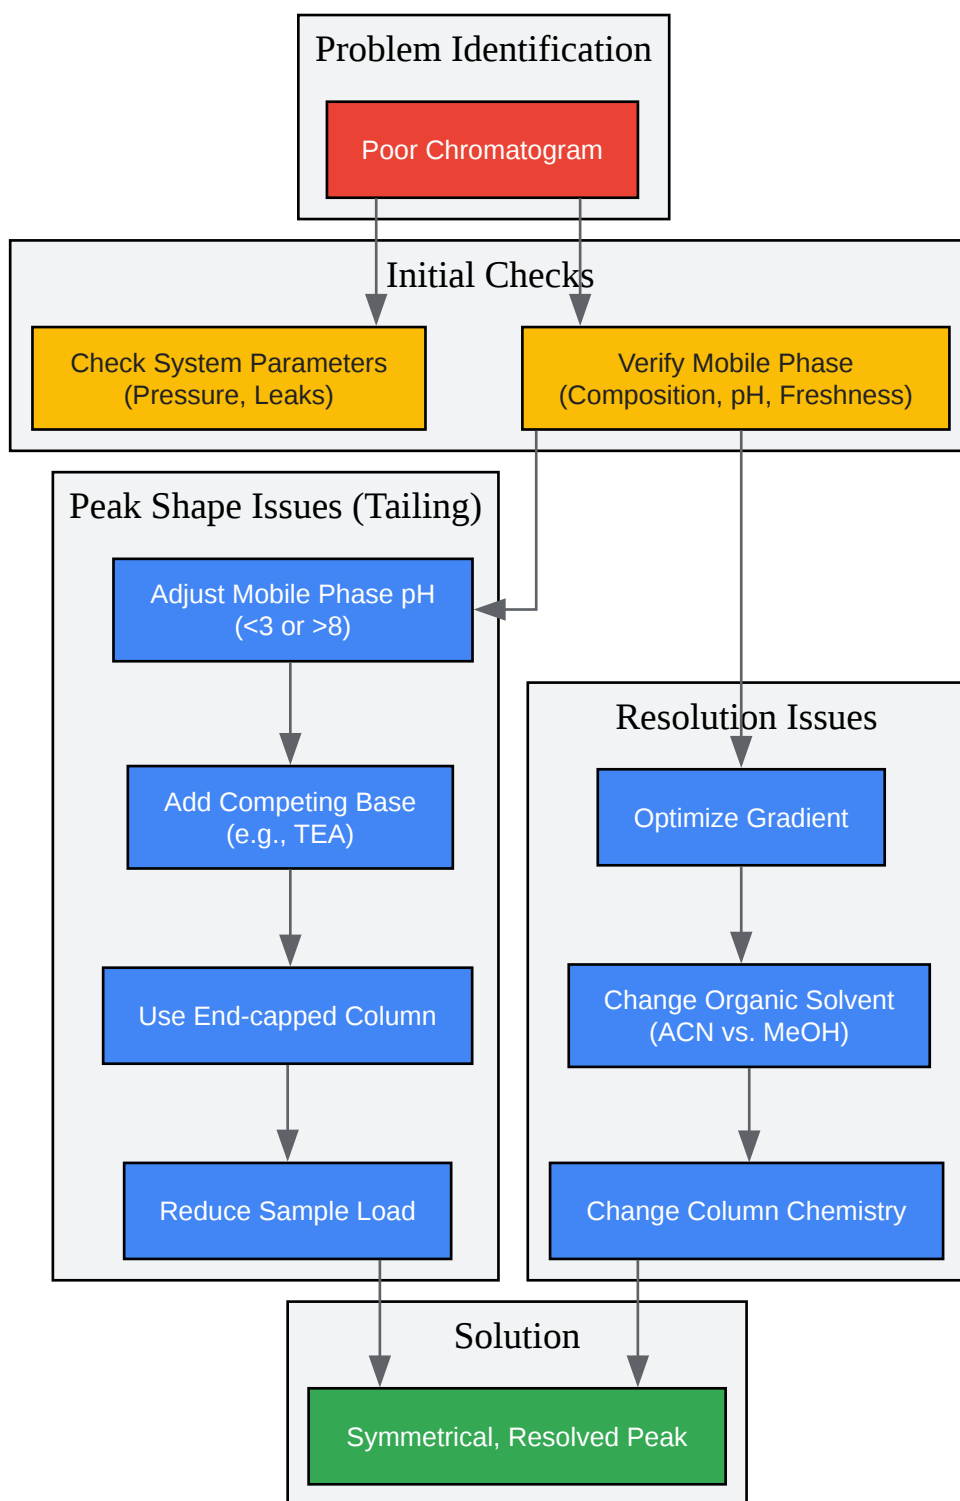 Problem Identification
Poor Chromatogram
Initial Checks
Check System Parameters
(Pressure, Leaks)
Verify Mobile Phase
(Composition, pH, Freshness)
Peak Shape Issues (Tailing)
Adjust Mobile Phase pH
(<3 or >8)
Add Competing Base
(e.g., TEA)
Use End-capped Column
Reduce Sample Load
Resolution Issues
Optimize Gradient
Change Organic Solvent
(ACN vs. MeOH)
Change Column Chemistry
Solution
Symmetrical, Resolved Peak